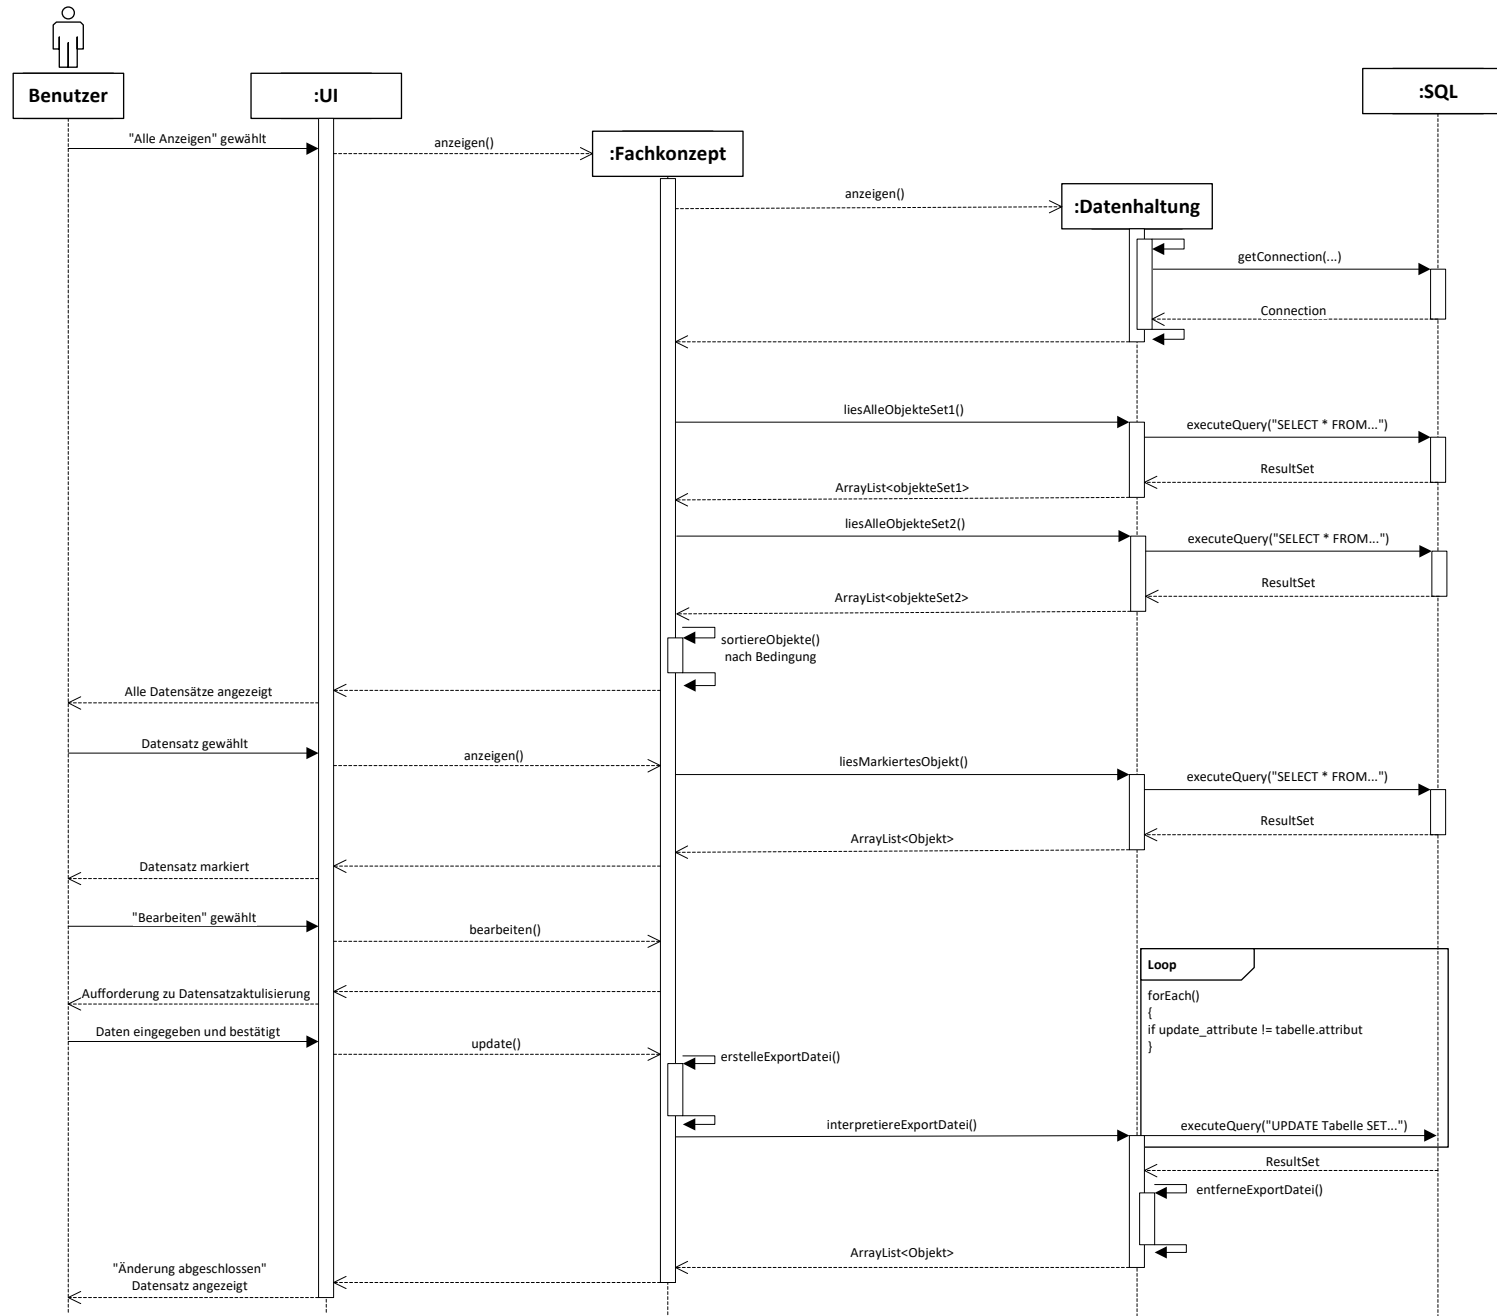 Benutzer
:UI
:SQL
"Alle Anzeigen" gewählt
anzeigen()
:Fachkonzept
anzeigen()
:Datenhaltung
getConnection(...)
Connection
liesAlleObjekteSet1()
executeQuery("SELECT * FROM...")
ResultSet
ArrayList<objekteSet1>
liesAlleObjekteSet2()
executeQuery("SELECT * FROM...")
ResultSet
ArrayList<objekteSet2>
sortiereObjekte()
nach Bedingung
Alle Datensätze angezeigt
Datensatz gewählt
anzeigen()
liesMarkiertesObjekt()
executeQuery("SELECT * FROM...")
ResultSet
ArrayList<Objekt>
Datensatz markiert
"Bearbeiten" gewählt
bearbeiten()
Loop
forEach()
{
if update_attribute != tabelle.attribut
}
Aufforderung zu Datensatzaktulisierung
Daten eingegeben und bestätigt
update()
erstelleExportDatei()
interpretiereExportDatei()
executeQuery("UPDATE Tabelle SET...")
ResultSet
entferneExportDatei()
ArrayList<Objekt>
"Änderung abgeschlossen"
Datensatz angezeigt